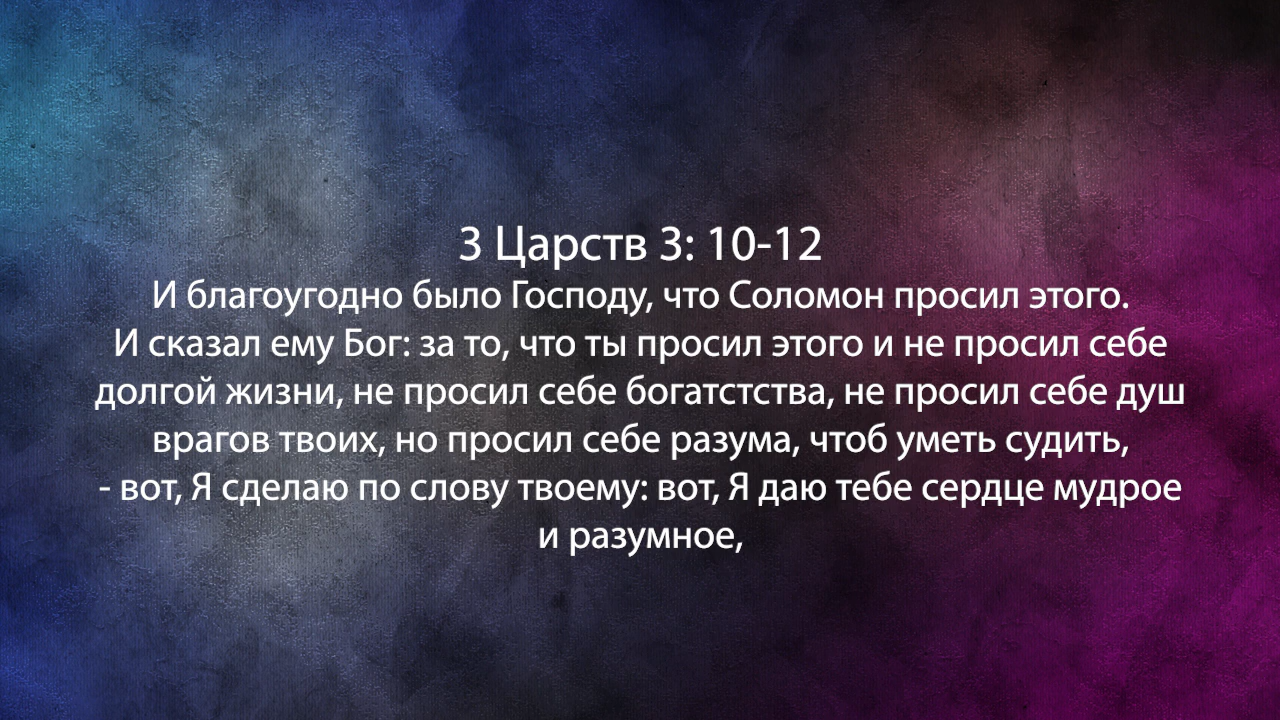 3 Царств 3: 10-12
И благоугодно было Господу, что Соломон просил этого.
И сказал ему Бог: за то, что ты просил этого и не просил себе
долгой жизни, не просил себе богатстства, не просил себе душ
врагов твоих, но просил себе разума, чтоб уметь судить,
- вот, Я сделаю по слову твоему: вот, Я даю тебе сердце мудрое
и разумное,